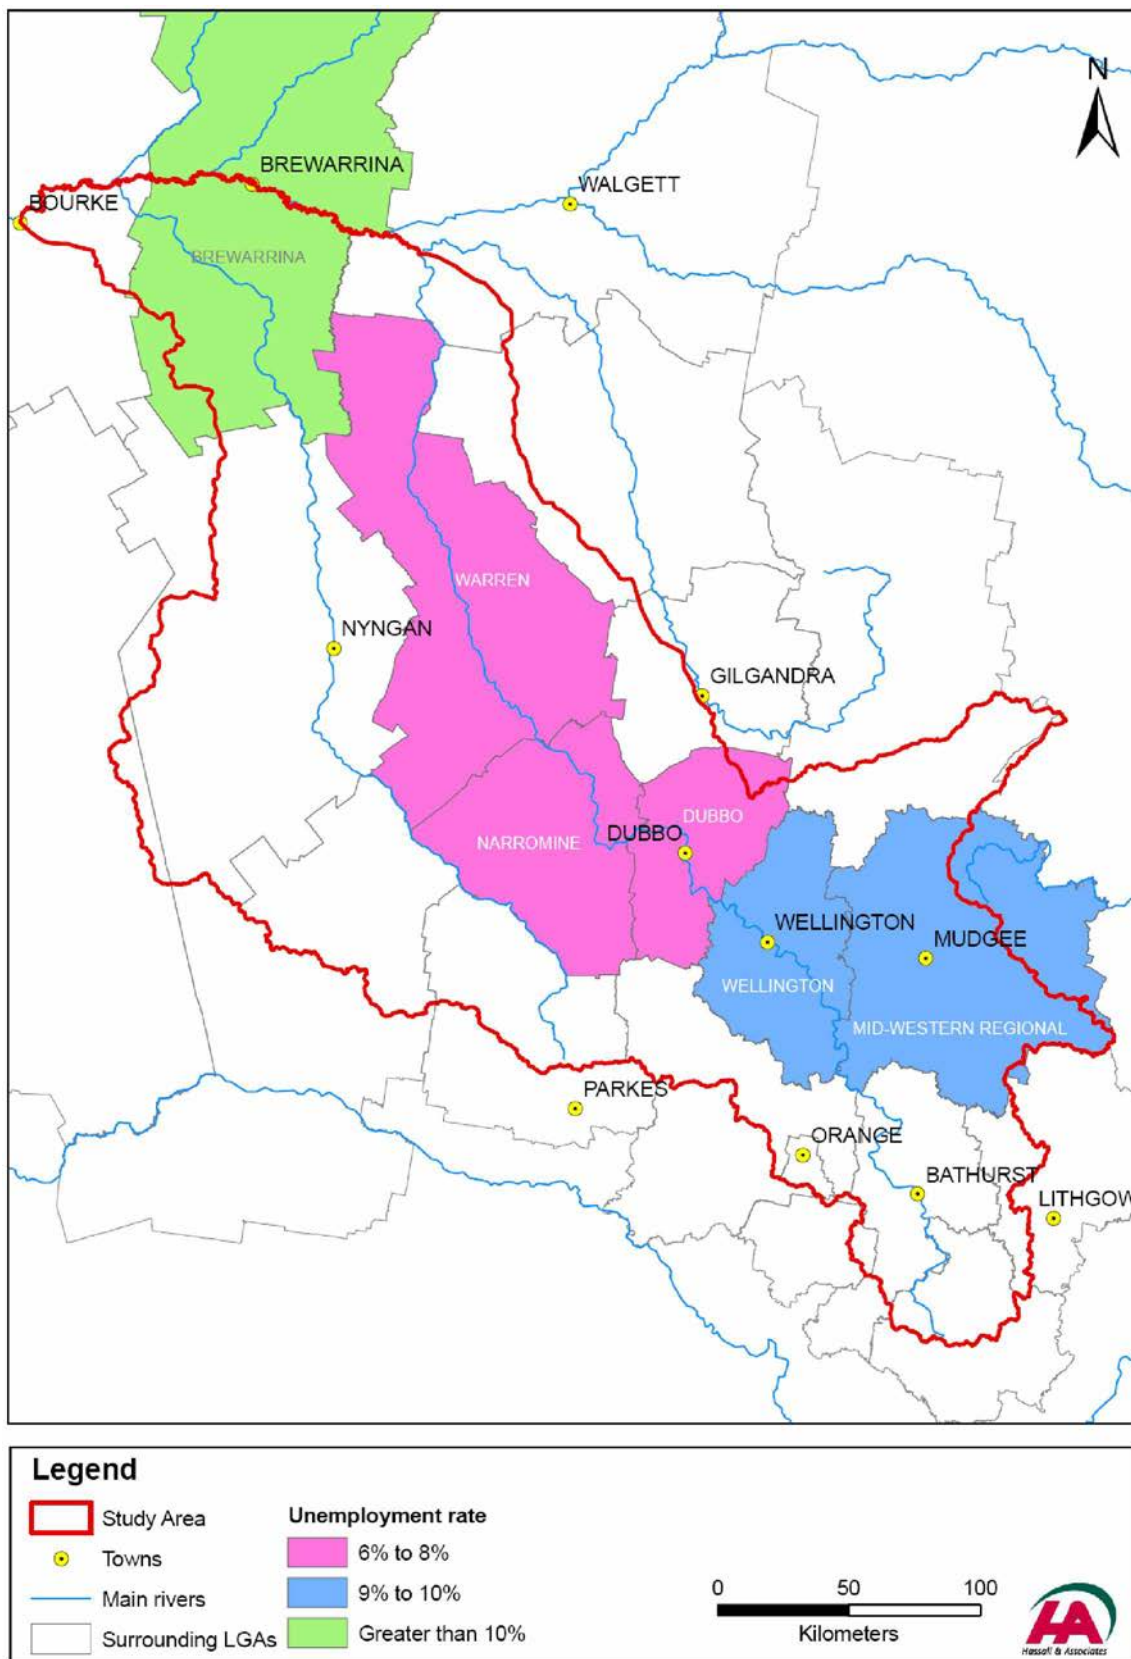 N
BREWARRINA
WALGETT
BOURKE
BREWARRINA
WARREN
NYNGAN
GILGANDRA
DUBBO
DUBBO
NARROMINE
WELLINGTON
MUDGEE
WELLINGTON
MID-WESTERN REGIONAL
PARKES
ORANGE
BATHURST
LITHGOW
Legend
Study Area
Towns
Main rivers
Surrounding LGAs
Unemployment rate
6% to 8%
9% to 10%
Greater than 10%
0 50 100
Kilometers
HA
Hassall & Associates